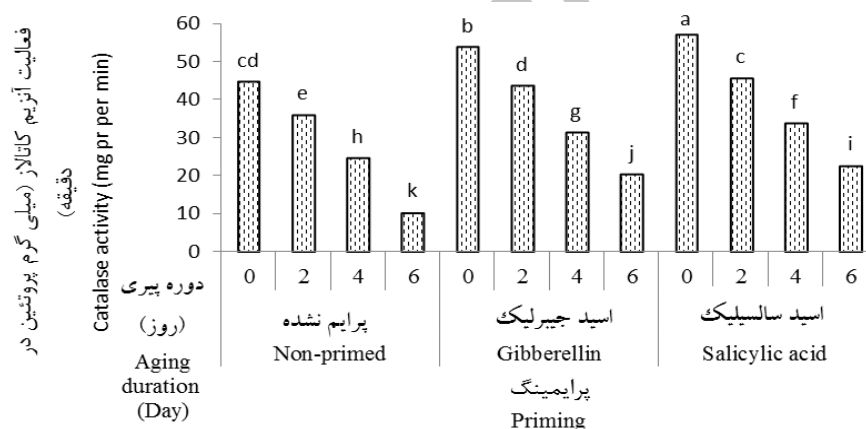 فعالیت آنزیم کاتالاز (میلی گرم پروتئین در
دقیقه)
Catalase activity (mg pr per min)
60
50
40
30
20
10
0
cd
e
h
k
b
d
g
j
a
c
f
i
0 2 4 6 0 2 4 6 0 2 4 6
دوره پیری
(روز)
Aging
duration
(Day)
پرایم نشده
Non-primed
اسید جیبرلیک
Gibberellin
اسید سالسیلیک
Salicylic acid
پرایمینگ
Priming